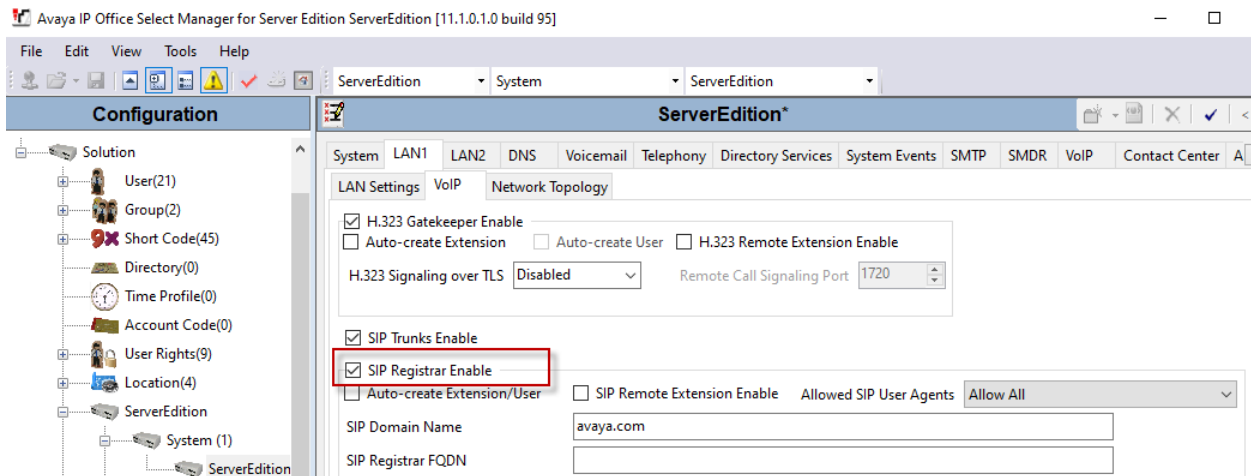 Avaya IP Office Select Manager for Server Edition ServerEdition [11.1.0.1.0 build 95]
File Edit View Tools Help
ServerEdition System ServerEdition
Configuration
ServerEdition*
Solution
User(21)
Group(2)
Short Code(45)
Directory(0)
Time Profile(0)
Account Code(0)
User Rights(9)
Location(4)
ServerEdition
System (1)
ServerEdition
System LAN1 LAN2 DNS Voicemail Telephony Directory Services System Events SMTP SMDR VoIP Contact Center A
LAN Settings VoIP Network Topology
H.323 Gatekeeper Enable
Auto-create Extension Auto-create User H.323 Remote Extension Enable
H.323 Signaling over TLS Disabled Remote Call Signaling Port 1720
SIP Trunks Enable
SIP Registrar Enable
Auto-create Extension/User SIP Remote Extension Enable Allowed SIP User Agents Allow All
SIP Domain Name avaya.com
SIP Registrar FQDN